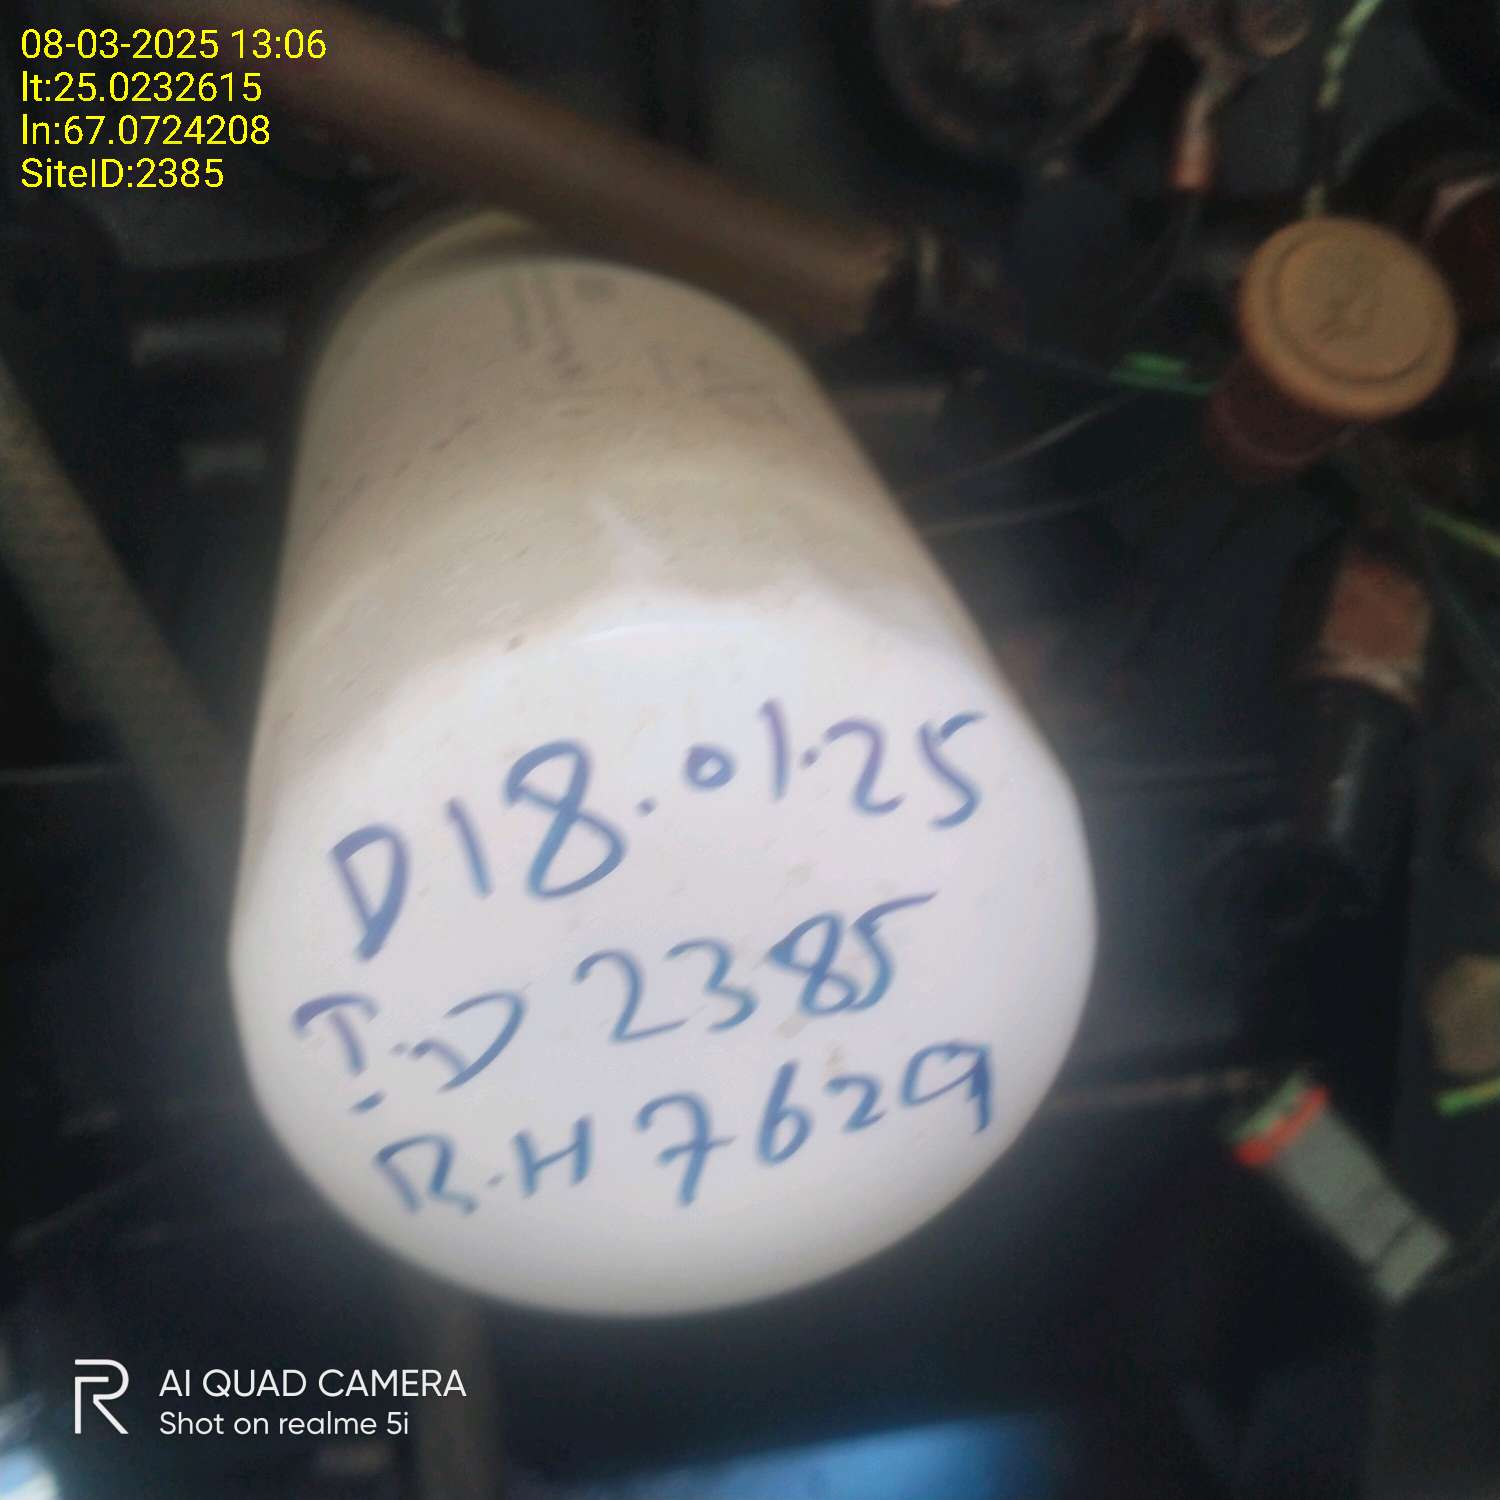 08-03-2025 13:06
lt:25.0232615
ln:67.0724208
SiteID:2385
D18.01.25
I.D 2385
R.H 7629
AI QUAD CAMERA
Shot on realme 5i